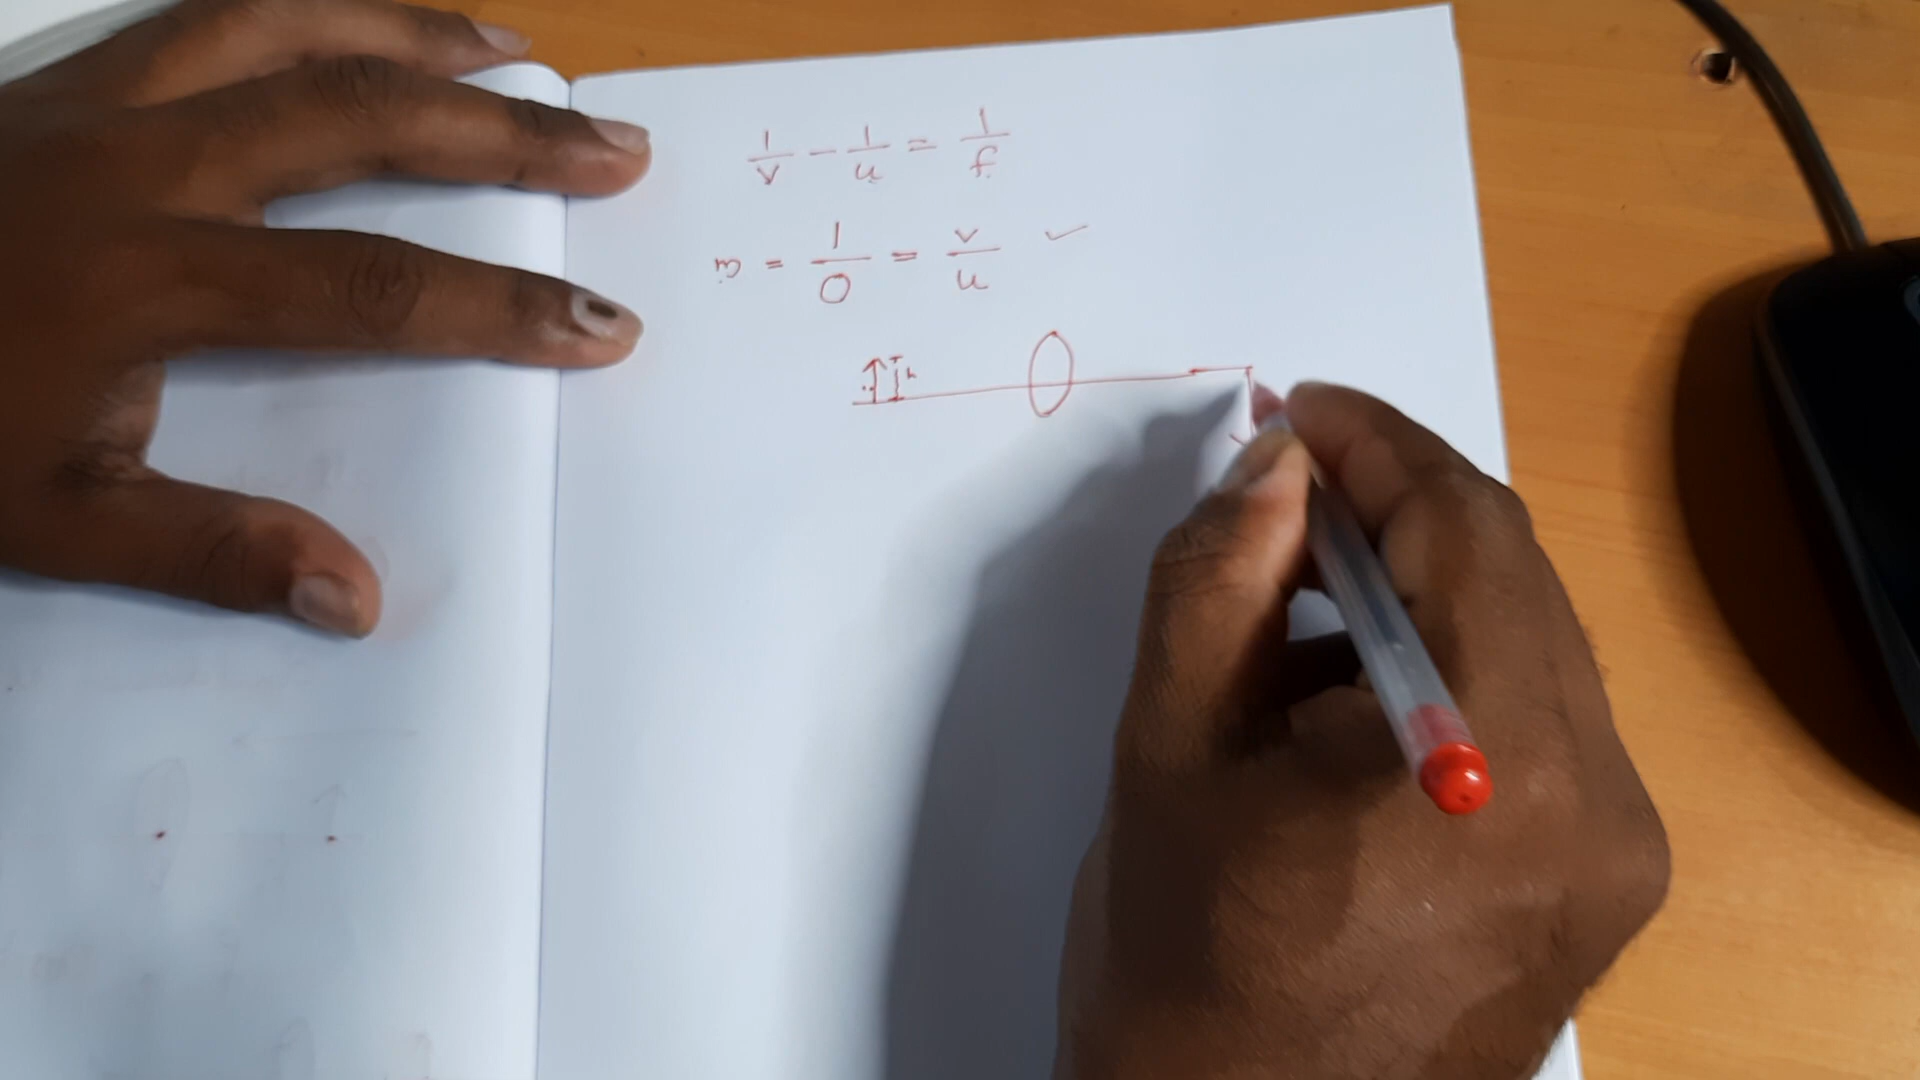 1/v - 1/u = 1/f
m = I/O = v/u ✓
h